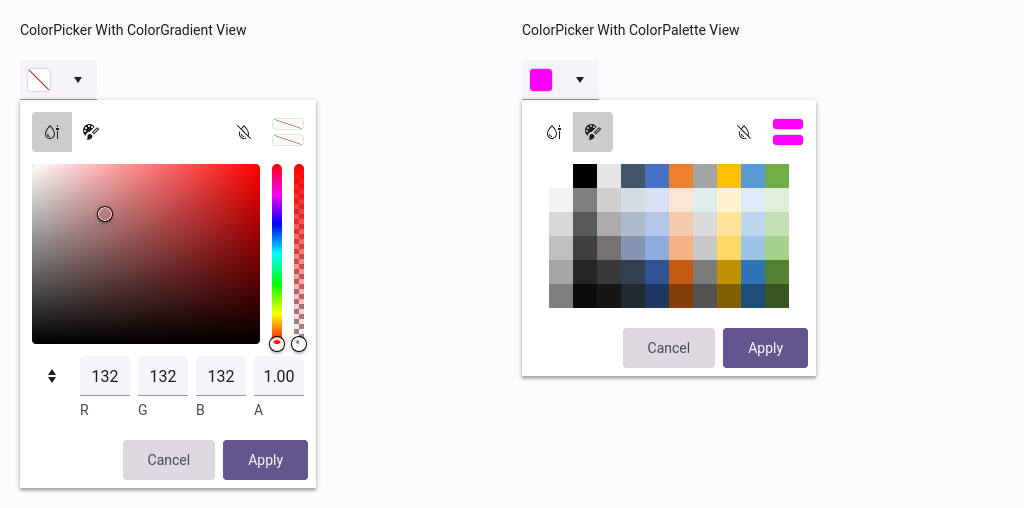 ColorPicker With ColorGradient View
132 132 132 1.00
R G B A
Cancel Apply
ColorPicker With ColorPalette View
Cancel Apply